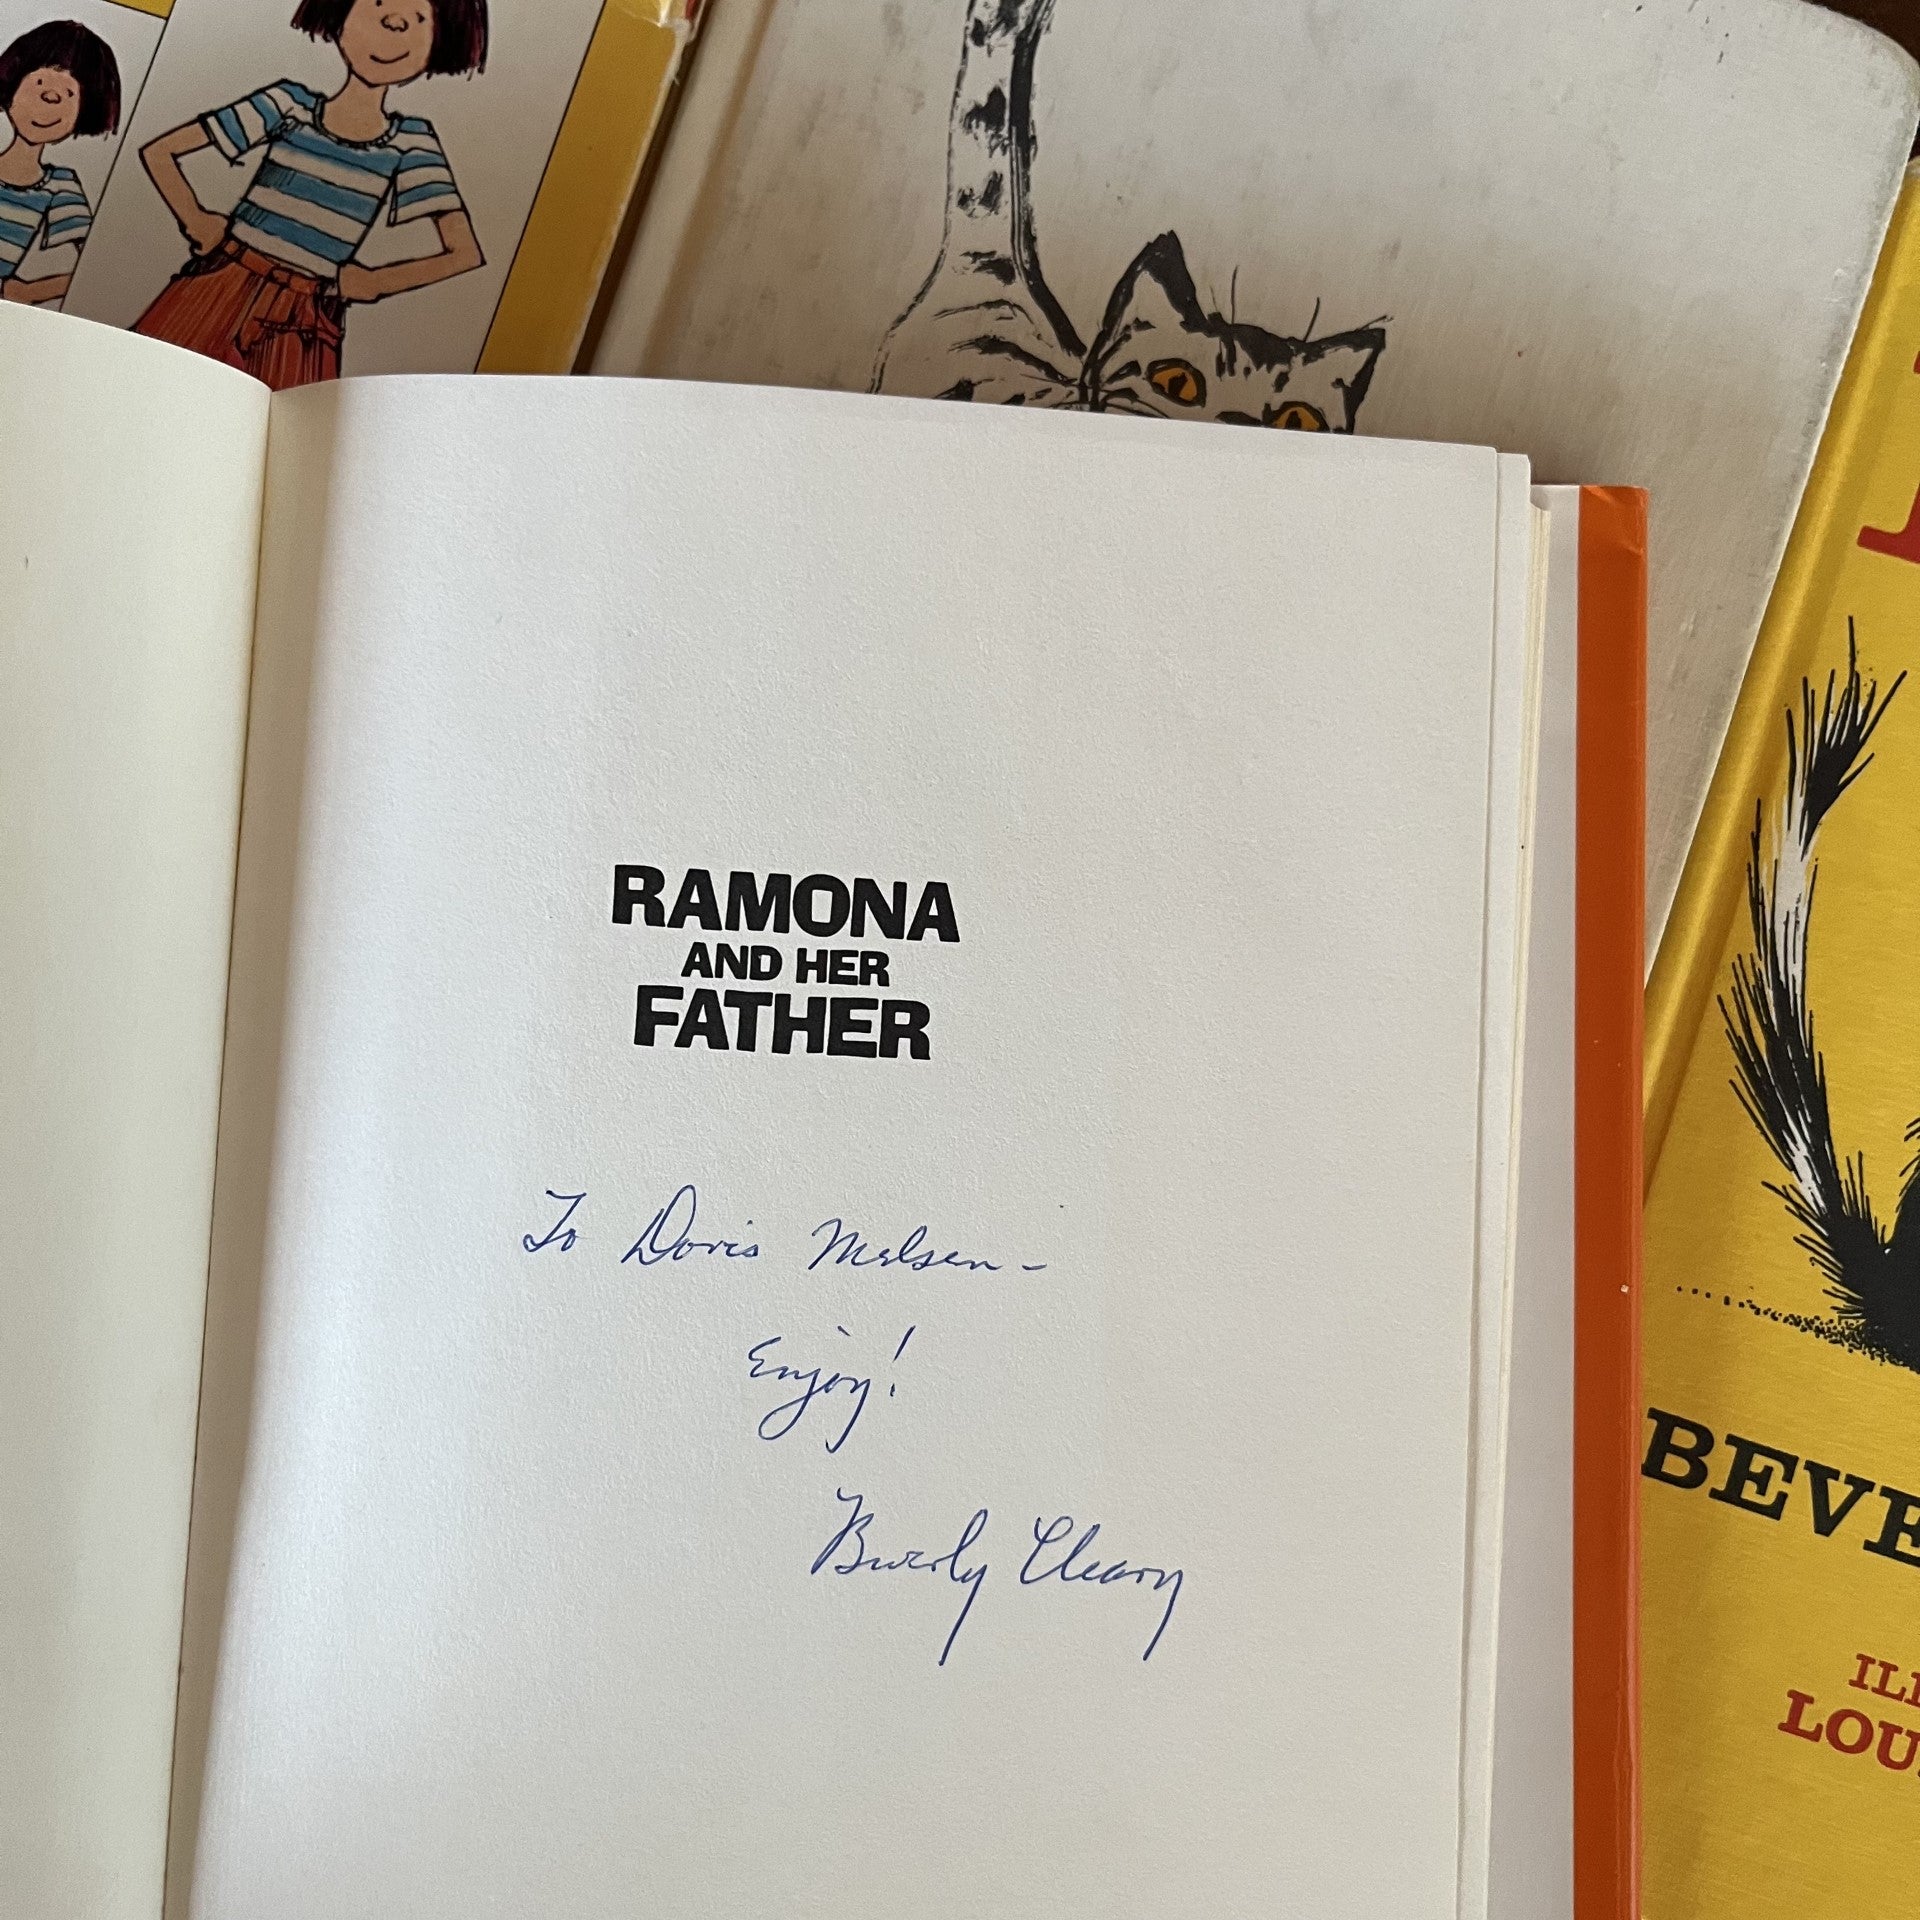 RAMONA
AND HER
FATHER
To Doris Nelsen -
Enjoy!
Beverly Cleary
BEVE
ILL
LOU